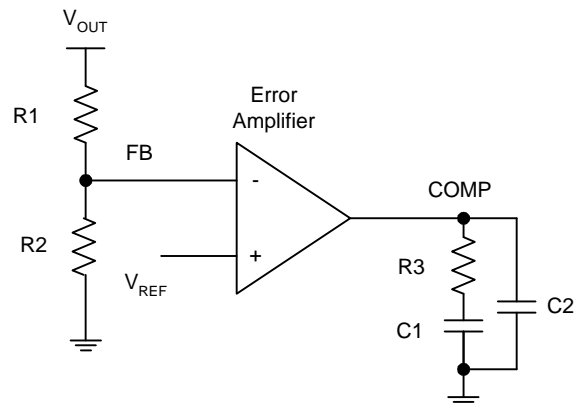 VOUT
R1
FB
Error
Amplifier
-
COMP
R2
+
VREF
R3
C1
C2